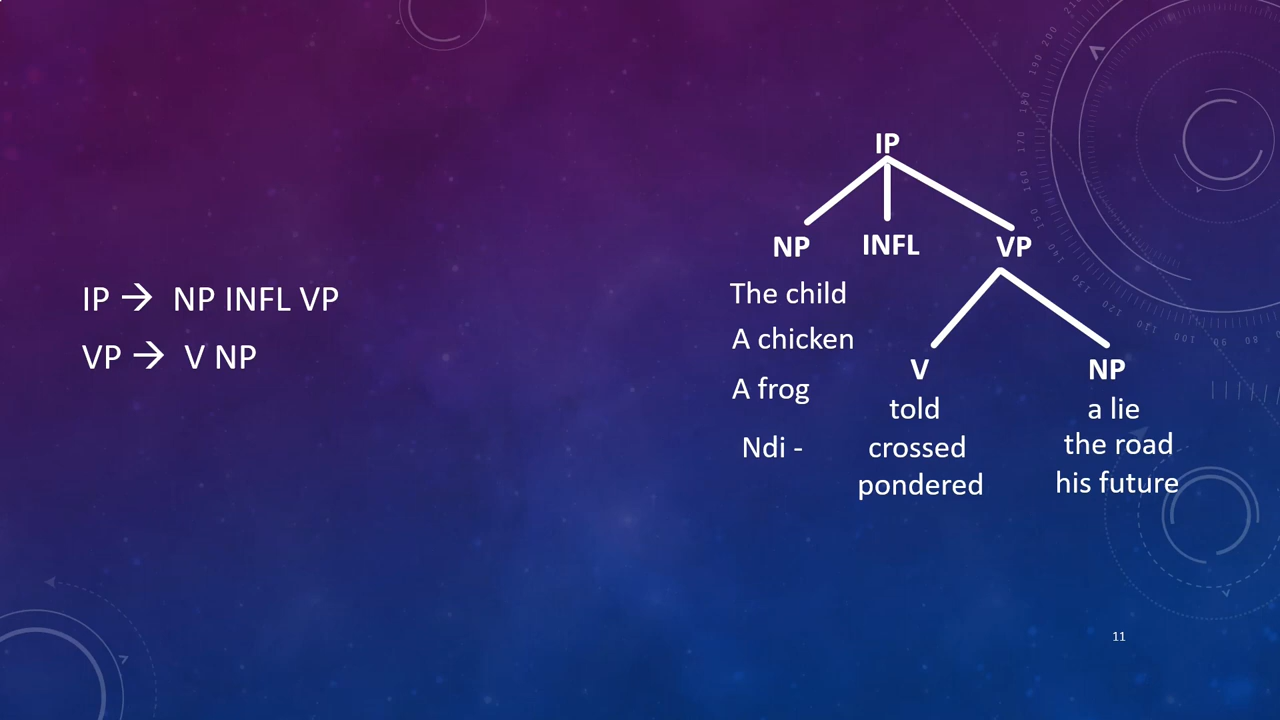 IP → NP INFL VP
VP → V NP
IP
NP INFL VP
The child
A chicken
A frog
Ndi -
V NP
told a lie
crossed the road
pondered his future
11